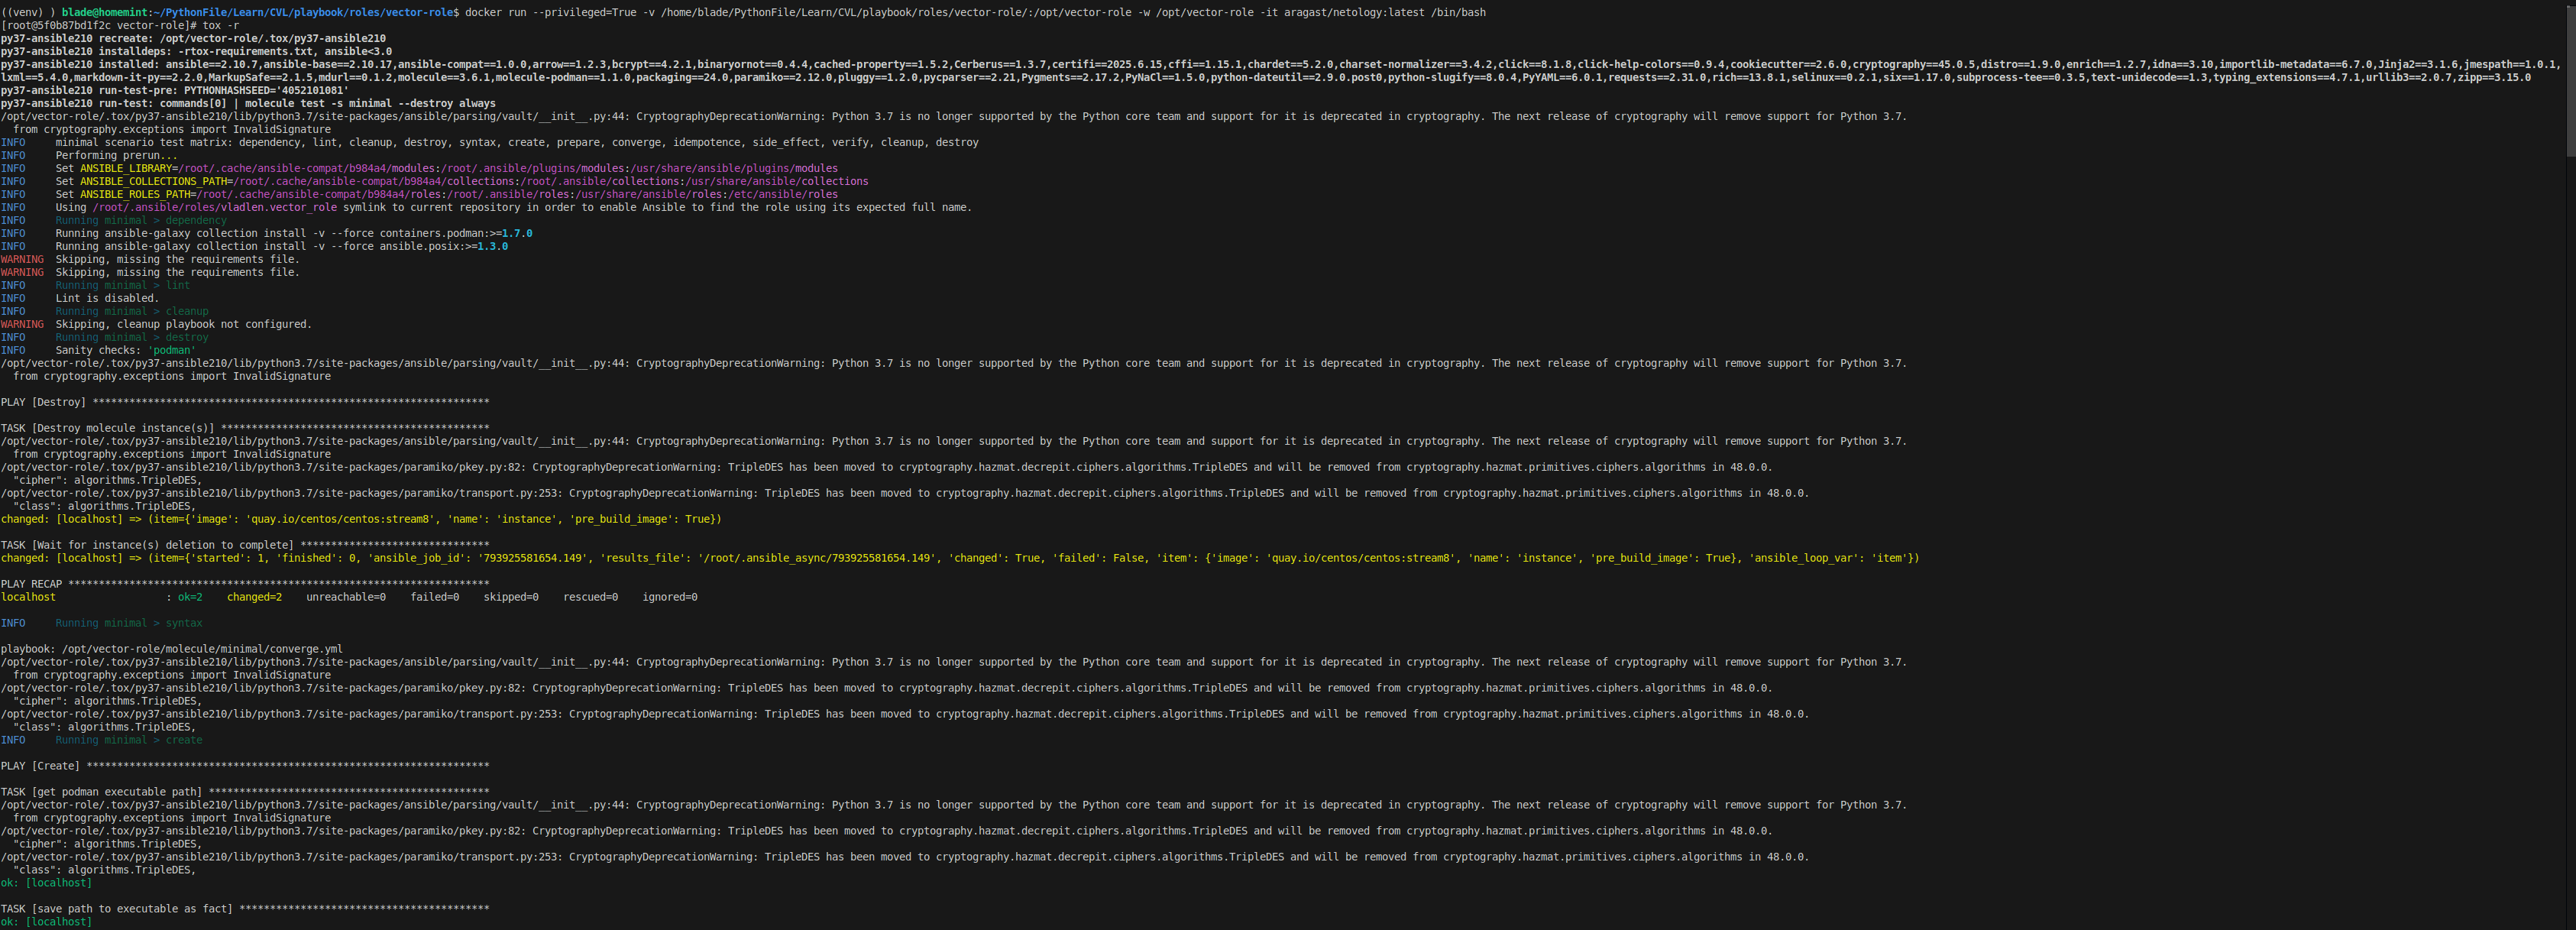 ((venv) ) blade@homemint:~/PythonFile/Learn/CVL/playbook/roles/vector-role$ docker run --privileged=True -v /home/blade/PythonFile/Learn/CVL/playbook/roles/vector-role/:/opt/vector-role -w /opt/vector-role -it aragast/netology:latest /bin/bash
[root@5f0b87bd1f2c vector-role]# tox -r
py37-ansible210 recreate: /opt/vector-role/.tox/py37-ansible210
py37-ansible210 installdeps: -rtox-requirements.txt, ansible<3.0
py37-ansible210 installed: ansible==2.10.7,ansible-base==2.10.17,ansible-compat==1.0.0,arrow==1.2.3,bcrypt==4.2.1,binaryornot==0.4.4,cached-property==1.5.2,Cerberus==1.3.7,certifi==2025.6.15,cffi==1.15.1,chardet==5.2.0,charset-normalizer==3.4.2,click==8.1.8,click-help-colors==0.9.4,cookiecutter==2.6.0,cryptography==45.0.5,distro==1.9.0,enrich==1.2.7,idna==3.10,importlib-metadata==6.7.0,Jinja2==3.1.6,jmespath==1.0.1,
lxml==5.4.0,markdown-it-py==2.2.0,MarkupSafe==2.1.5,mdurl==0.1.2,molecule==3.6.1,molecule-podman==1.1.0,packaging==24.0,paramiko==2.12.0,pluggy==1.2.0,pycparser==2.21,Pygments==2.17.2,PyNaCl==1.5.0,python-dateutil==2.9.0.post0,python-slugify==8.0.4,PyYAML==6.0.1,requests==2.31.0,rich==13.8.1,selinux==0.2.1,six==1.17.0,subprocess-tee==0.3.5,text-unidecode==1.3,typing_extensions==4.7.1,urllib3==2.0.7,zipp==3.15.0
py37-ansible210 run-test-pre: PYTHONHASHSEED='4052101081'
py37-ansible210 run-test: commands[0] | molecule test -s minimal --destroy always
/opt/vector-role/.tox/py37-ansible210/lib/python3.7/site-packages/ansible/parsing/vault/__init__.py:44: CryptographyDeprecationWarning: Python 3.7 is no longer supported by the Python core team and support for it is deprecated in cryptography. The next release of cryptography will remove support for Python 3.7.
  from cryptography.exceptions import InvalidSignature
INFO     minimal scenario test matrix: dependency, lint, cleanup, destroy, syntax, create, prepare, converge, idempotence, side_effect, verify, cleanup, destroy
INFO     Performing prerun...
INFO     Set ANSIBLE_LIBRARY=/root/.cache/ansible-compat/b984a4/modules:/root/.ansible/plugins/modules:/usr/share/ansible/plugins/modules
INFO     Set ANSIBLE_COLLECTIONS_PATH=/root/.cache/ansible-compat/b984a4/collections:/root/.ansible/collections:/usr/share/ansible/collections
INFO     Set ANSIBLE_ROLES_PATH=/root/.cache/ansible-compat/b984a4/roles:/root/.ansible/roles:/usr/share/ansible/roles:/etc/ansible/roles
INFO     Using /root/.ansible/roles/vladlen.vector_role symlink to current repository in order to enable Ansible to find the role using its expected full name.
INFO     Running minimal > dependency
INFO     Running ansible-galaxy collection install -v --force containers.podman:>=1.7.0
INFO     Running ansible-galaxy collection install -v --force ansible.posix:>=1.3.0
WARNING  Skipping, missing the requirements file.
WARNING  Skipping, missing the requirements file.
INFO     Running minimal > lint
INFO     Lint is disabled.
INFO     Running minimal > cleanup
WARNING  Skipping, cleanup playbook not configured.
INFO     Running minimal > destroy
INFO     Sanity checks: 'podman'
/opt/vector-role/.tox/py37-ansible210/lib/python3.7/site-packages/ansible/parsing/vault/__init__.py:44: CryptographyDeprecationWarning: Python 3.7 is no longer supported by the Python core team and support for it is deprecated in cryptography. The next release of cryptography will remove support for Python 3.7.
  from cryptography.exceptions import InvalidSignature
PLAY [Destroy] *****************************************************************
TASK [Destroy molecule instance(s)] ********************************************
/opt/vector-role/.tox/py37-ansible210/lib/python3.7/site-packages/ansible/parsing/vault/__init__.py:44: CryptographyDeprecationWarning: Python 3.7 is no longer supported by the Python core team and support for it is deprecated in cryptography. The next release of cryptography will remove support for Python 3.7.
  from cryptography.exceptions import InvalidSignature
/opt/vector-role/.tox/py37-ansible210/lib/python3.7/site-packages/paramiko/pkey.py:82: CryptographyDeprecationWarning: TripleDES has been moved to cryptography.hazmat.decrepit.ciphers.algorithms.TripleDES and will be removed from cryptography.hazmat.primitives.ciphers.algorithms in 48.0.0.
  "cipher": algorithms.TripleDES,
/opt/vector-role/.tox/py37-ansible210/lib/python3.7/site-packages/paramiko/transport.py:253: CryptographyDeprecationWarning: TripleDES has been moved to cryptography.hazmat.decrepit.ciphers.algorithms.TripleDES and will be removed from cryptography.hazmat.primitives.ciphers.algorithms in 48.0.0.
  "class": algorithms.TripleDES,
changed: [localhost] => (item={'image': 'quay.io/centos/centos:stream8', 'name': 'instance', 'pre_build_image': True})
TASK [Wait for instance(s) deletion to complete] *******************************
changed: [localhost] => (item={'started': 1, 'finished': 0, 'ansible_job_id': '793925581654.149', 'results_file': '/root/.ansible_async/793925581654.149', 'changed': True, 'failed': False, 'item': {'image': 'quay.io/centos/centos:stream8', 'name': 'instance', 'pre_build_image': True}, 'ansible_loop_var': 'item'})
PLAY RECAP *********************************************************************
localhost                  : ok=2    changed=2    unreachable=0    failed=0    skipped=0    rescued=0    ignored=0
INFO     Running minimal > syntax
playbook: /opt/vector-role/molecule/minimal/converge.yml
/opt/vector-role/.tox/py37-ansible210/lib/python3.7/site-packages/ansible/parsing/vault/__init__.py:44: CryptographyDeprecationWarning: Python 3.7 is no longer supported by the Python core team and support for it is deprecated in cryptography. The next release of cryptography will remove support for Python 3.7.
  from cryptography.exceptions import InvalidSignature
/opt/vector-role/.tox/py37-ansible210/lib/python3.7/site-packages/paramiko/pkey.py:82: CryptographyDeprecationWarning: TripleDES has been moved to cryptography.hazmat.decrepit.ciphers.algorithms.TripleDES and will be removed from cryptography.hazmat.primitives.ciphers.algorithms in 48.0.0.
  "cipher": algorithms.TripleDES,
/opt/vector-role/.tox/py37-ansible210/lib/python3.7/site-packages/paramiko/transport.py:253: CryptographyDeprecationWarning: TripleDES has been moved to cryptography.hazmat.decrepit.ciphers.algorithms.TripleDES and will be removed from cryptography.hazmat.primitives.ciphers.algorithms in 48.0.0.
  "class": algorithms.TripleDES,
INFO     Running minimal > create
PLAY [Create] ******************************************************************
TASK [get podman executable path] **********************************************
/opt/vector-role/.tox/py37-ansible210/lib/python3.7/site-packages/ansible/parsing/vault/__init__.py:44: CryptographyDeprecationWarning: Python 3.7 is no longer supported by the Python core team and support for it is deprecated in cryptography. The next release of cryptography will remove support for Python 3.7.
  from cryptography.exceptions import InvalidSignature
/opt/vector-role/.tox/py37-ansible210/lib/python3.7/site-packages/paramiko/pkey.py:82: CryptographyDeprecationWarning: TripleDES has been moved to cryptography.hazmat.decrepit.ciphers.algorithms.TripleDES and will be removed from cryptography.hazmat.primitives.ciphers.algorithms in 48.0.0.
  "cipher": algorithms.TripleDES,
/opt/vector-role/.tox/py37-ansible210/lib/python3.7/site-packages/paramiko/transport.py:253: CryptographyDeprecationWarning: TripleDES has been moved to cryptography.hazmat.decrepit.ciphers.algorithms.TripleDES and will be removed from cryptography.hazmat.primitives.ciphers.algorithms in 48.0.0.
  "class": algorithms.TripleDES,
ok: [localhost]
TASK [save path to executable as fact] *****************************************
ok: [localhost]